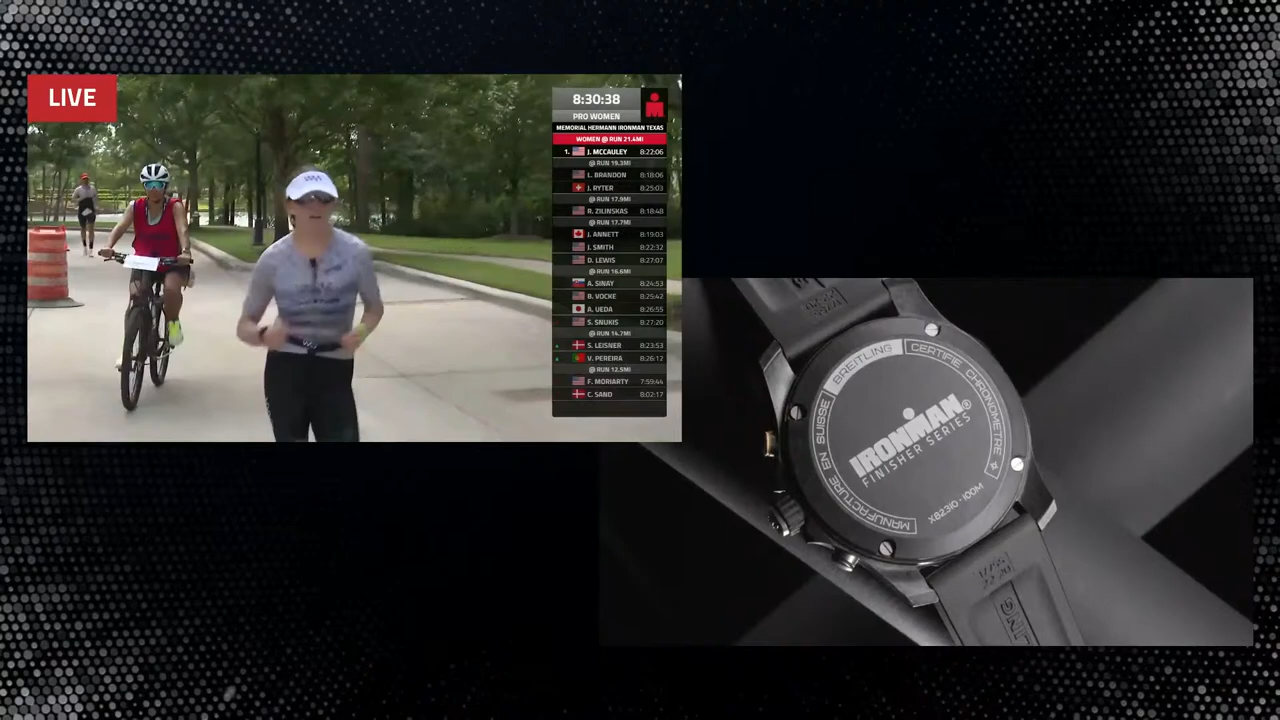 LIVE
8:30:38
PRO WOMEN
MEMORIAL HERMANN IRONMAN TEXAS
WOMEN @ RUN 21.4MI
1. J. MCCAULEY 8:22:06
@ RUN 19.3MI
L. BRANDON 8:18:06
J. RYTER 8:25:03
@ RUN 17.9MI
R. ZILINSKAS 8:18:48
@ RUN 17.7MI
J. ANNETT 8:19:03
J. SMITH 8:22:32
D. LEWIS 8:27:07
@ RUN 16.6MI
A. SINAY 8:24:53
B. VOCKE 8:25:42
A. UEDA 8:26:55
S. SNUKIS 8:27:20
@ RUN 14.7MI
S. LEISNER 8:23:53
V. PEREIRA 8:26:12
@ RUN 12.5MI
F. MORIARTY 7:59:44
C. SAND 8:02:17
BREITLING
CERTIFIE CHRONOMETRE
MANUFACTURE EN SUISSE
IRONMAN®
FINISHER SERIES
X82310-100M